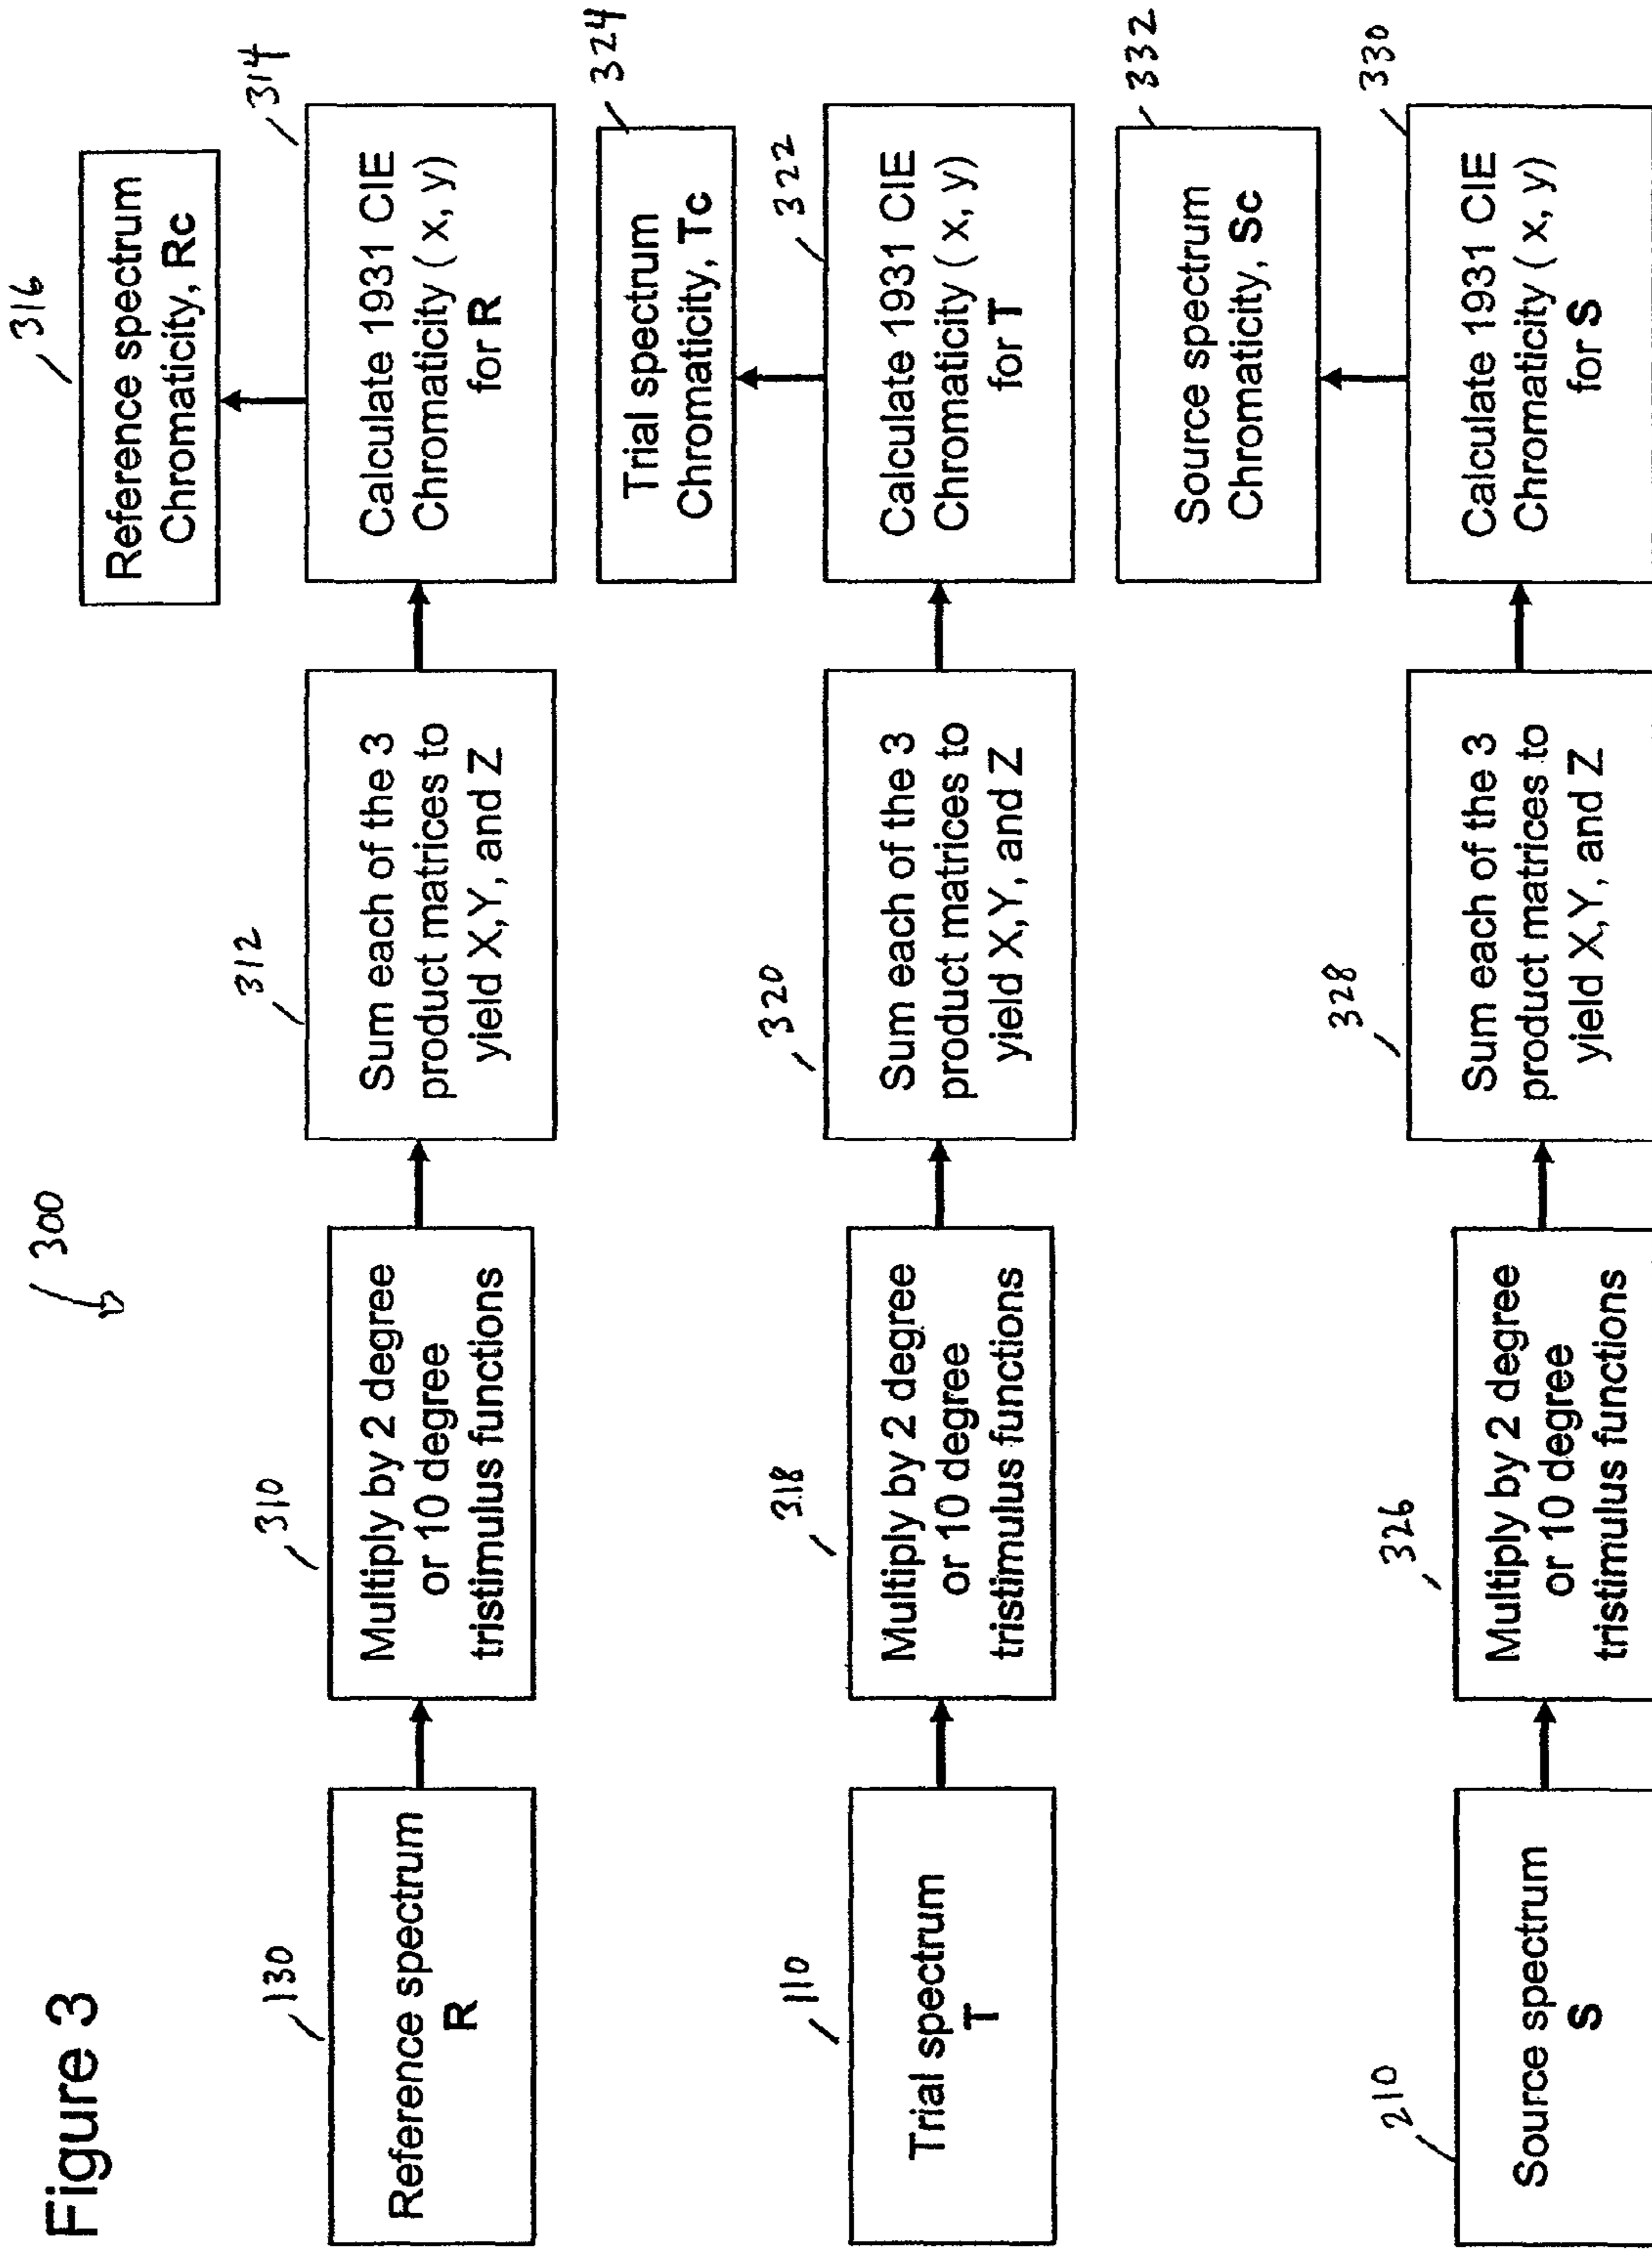 Figure 3
300
130
Reference spectrum
R
310
Multiply by 2 degree
or 10 degree
tristimulus functions
312
Sum each of the 3
product matrices to
yield X,Y, and Z
314
Calculate 1931 CIE
Chromaticity ( x, y)
for R
316
Reference spectrum
Chromaticity, Rc
110
Trial spectrum
T
318
Multiply by 2 degree
or 10 degree
tristimulus functions
320
Sum each of the 3
product matrices to
yield X,Y, and Z
322
Calculate 1931 CIE
Chromaticity ( x, y)
for T
324
Trial spectrum
Chromaticity, Tc
210
Source spectrum
S
326
Multiply by 2 degree
or 10 degree
tristimulus functions
328
Sum each of the 3
product matrices to
yield X,Y, and Z
330
Calculate 1931 CIE
Chromaticity ( x, y)
for S
332
Source spectrum
Chromaticity, Sc